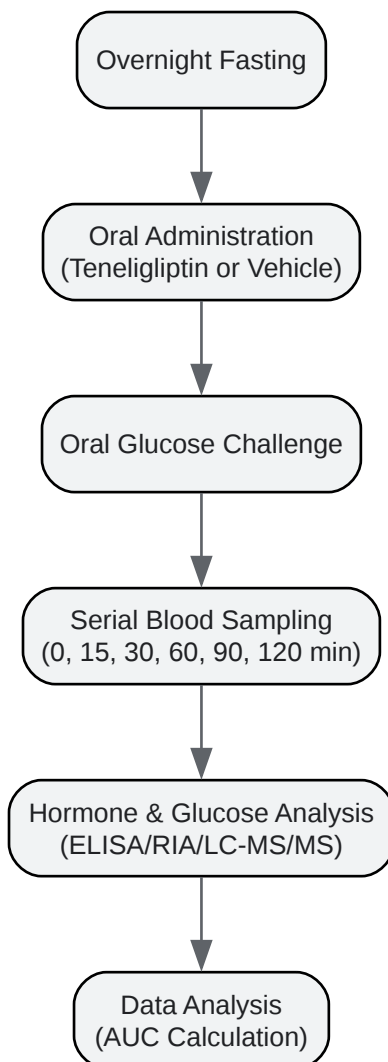 Overnight Fasting
Oral Administration
(Teneligliptin or Vehicle)
Oral Glucose Challenge
Serial Blood Sampling
(0, 15, 30, 60, 90, 120 min)
Hormone & Glucose Analysis
(ELISA/RIA/LC-MS/MS)
Data Analysis
(AUC Calculation)